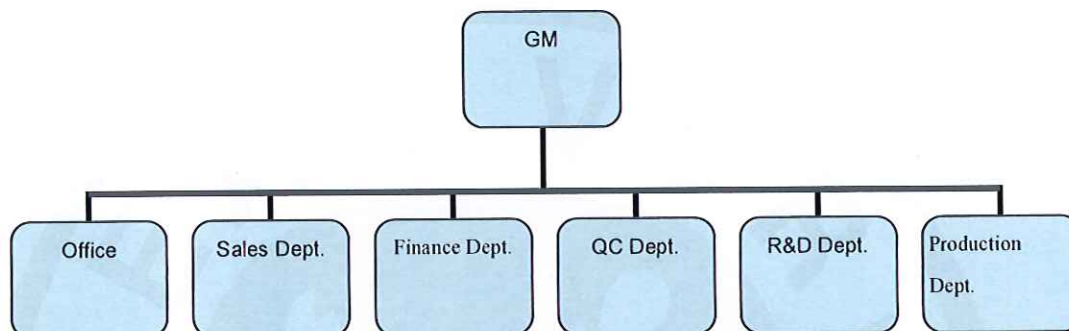 GM
Office
Sales Dept.
Finance Dept.
QC Dept.
R&D Dept.
Production
Dept.